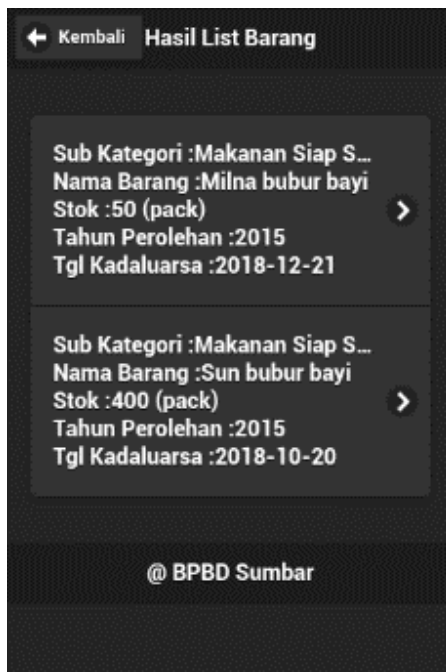 Kembali Hasil List Barang
Sub Kategori :Makanan Siap S...
Nama Barang :Milna bubur bayi
Stok :50 (pack)
Tahun Perolehan :2015
Tgl Kadaluarsa :2018-12-21
Sub Kategori :Makanan Siap S...
Nama Barang :Sun bubur bayi
Stok :400 (pack)
Tahun Perolehan :2015
Tgl Kadaluarsa :2018-10-20
@ BPBD Sumbar